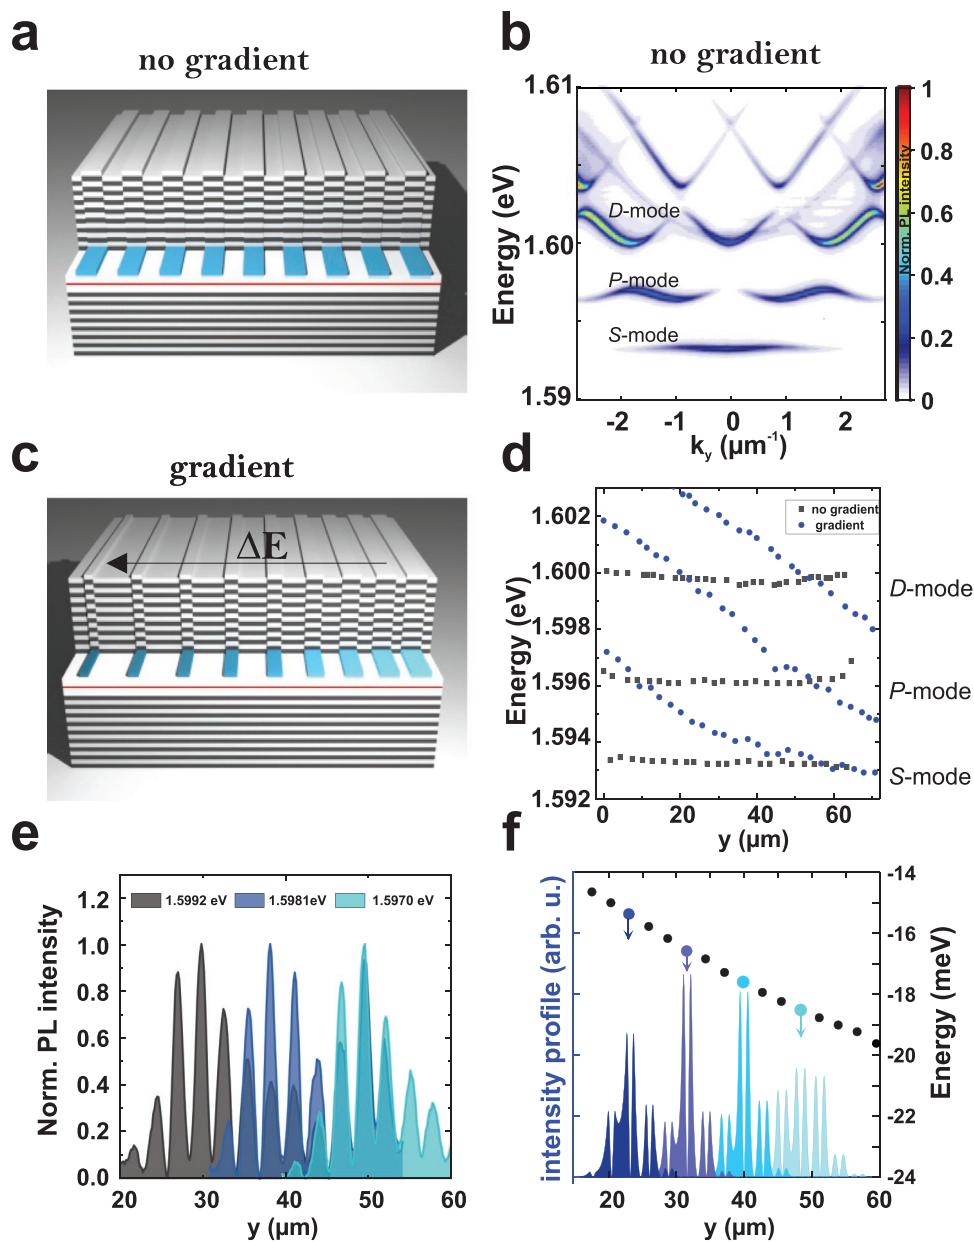 a
no gradient
b
no gradient
1.61
1.60
1.59
Energy (eV)
D-mode
P-mode
S-mode
-2 -1 0 1 2
ky (µm-1)
1
0.8
0.6
0.4
0.2
0
Norm. PL intensity
c
gradient
ΔE
d
no gradient
gradient
1.602
1.600
1.598
1.596
1.594
1.592
Energy (eV)
D-mode
P-mode
S-mode
0 20 40 60
y (µm)
e
1.5992 eV 1.5981eV 1.5970 eV
1.2
1.0
0.8
0.6
0.4
0.2
0.0
Norm. PL intensity
20 30 40 50 60
y (µm)
f
intensity profile (arb. u.)
-14
-16
-18
-20
-22
-24
Energy (meV)
20 30 40 50 60
y (µm)